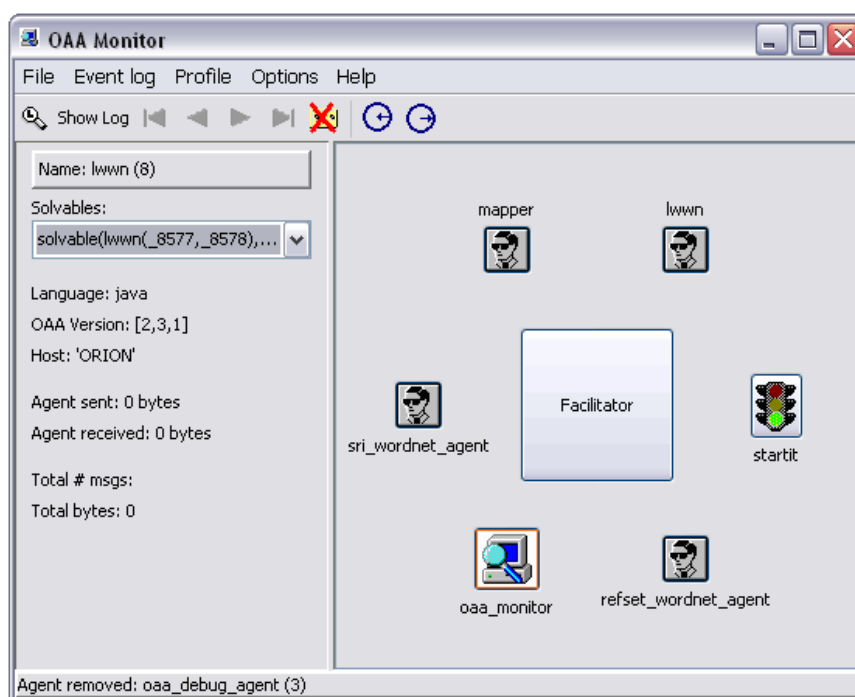 OAA Monitor
File Event log Profile Options Help
Show Log
Name: lwwn (8)
Solvables:
solvable(lwwn(_8577,_8578),...
Language: java
OAA Version: [2,3,1]
Host: 'ORION'
Agent sent: 0 bytes
Agent received: 0 bytes
Total # msgs:
Total bytes: 0
mapper lwwn
Facilitator
sri_wordnet_agent
startit
oaa_monitor
refset_wordnet_agent
Agent removed: oaa_debug_agent (3)